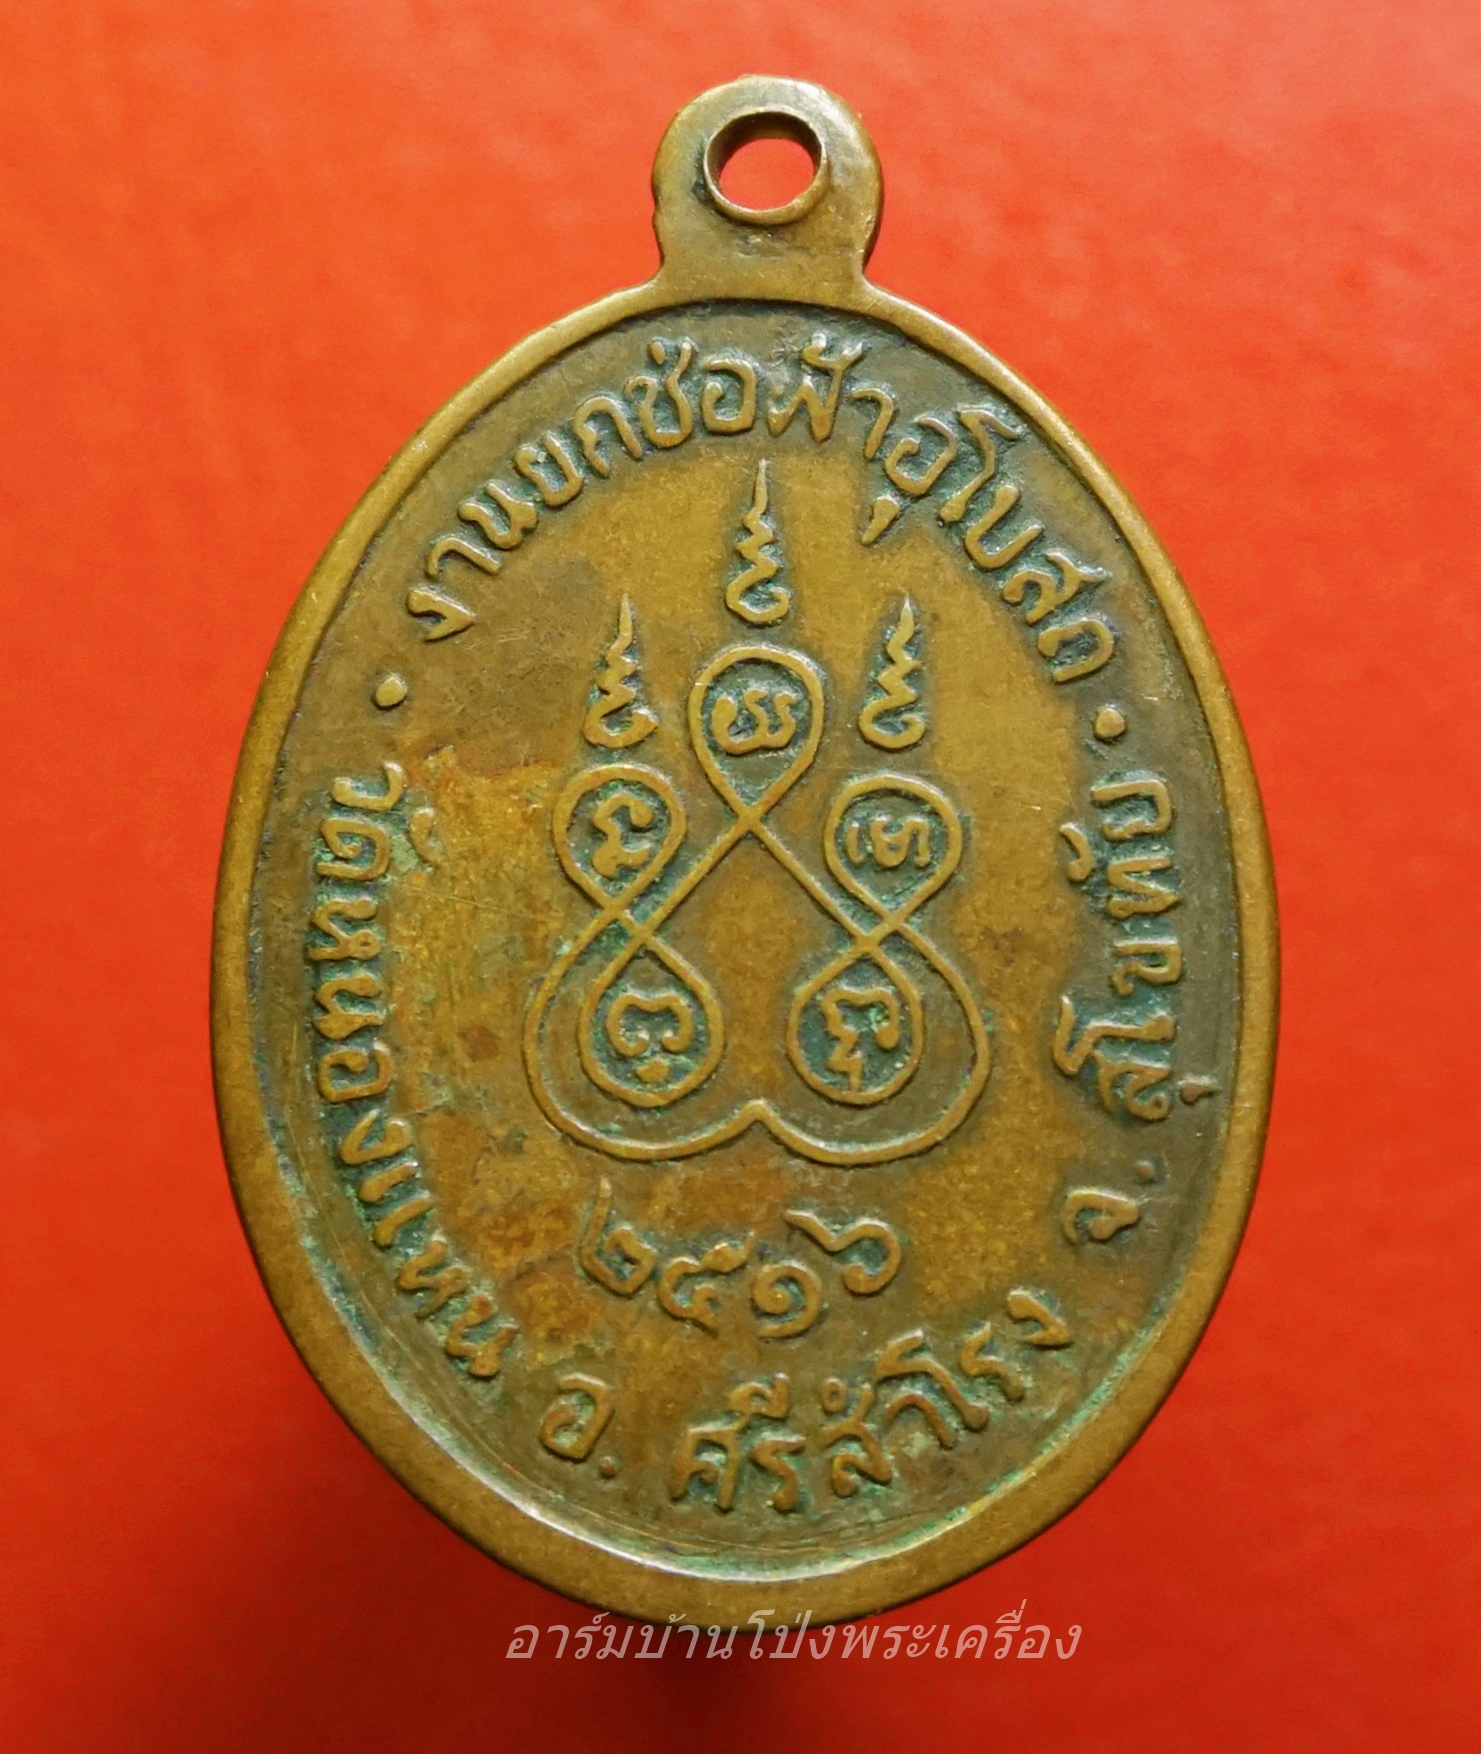 งานยกช่อฟ้าอุโบสถ
วัดหนองแหน อ. ศรีสำโรง จ. สุโขทัย
๒๕๑๖
อาร์มบ้านโป่งพระเครื่อง